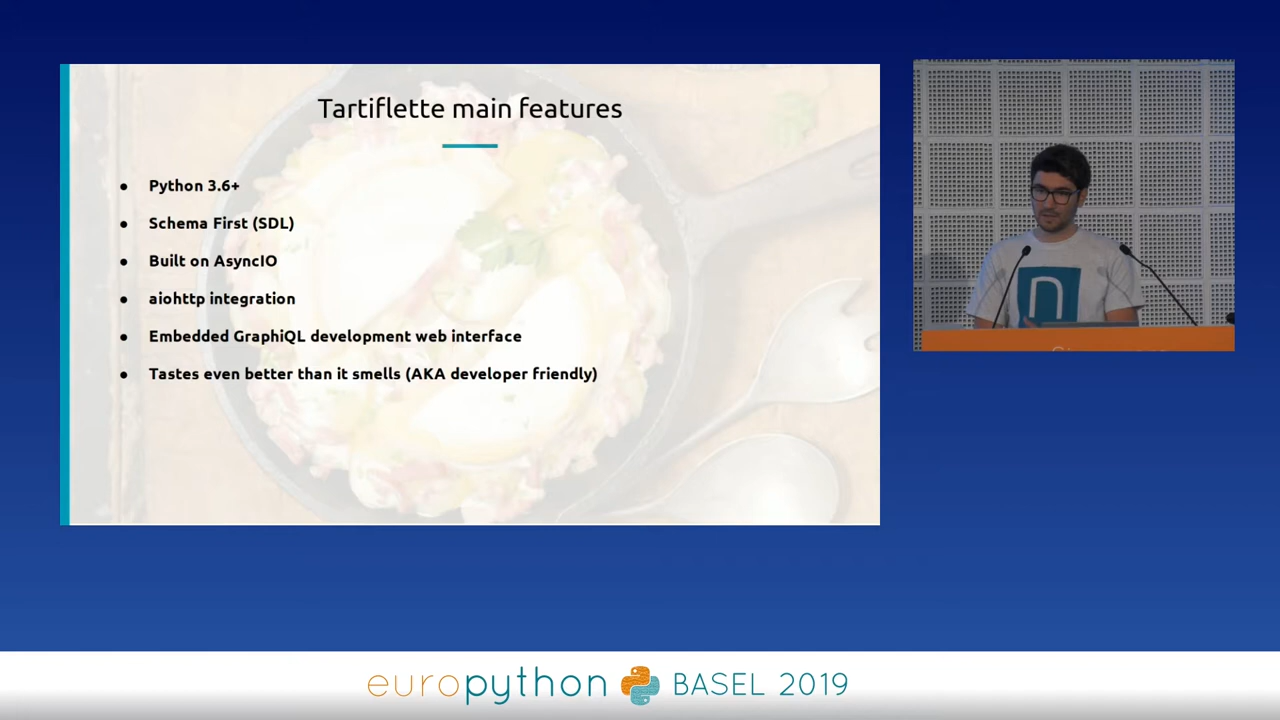 Tartiflette main features
● Python 3.6+
● Schema First (SDL)
● Built on AsyncIO
● aiohttp integration
● Embedded GraphiQL development web interface
● Tastes even better than it smells (AKA developer friendly)
n
europython BASEL 2019